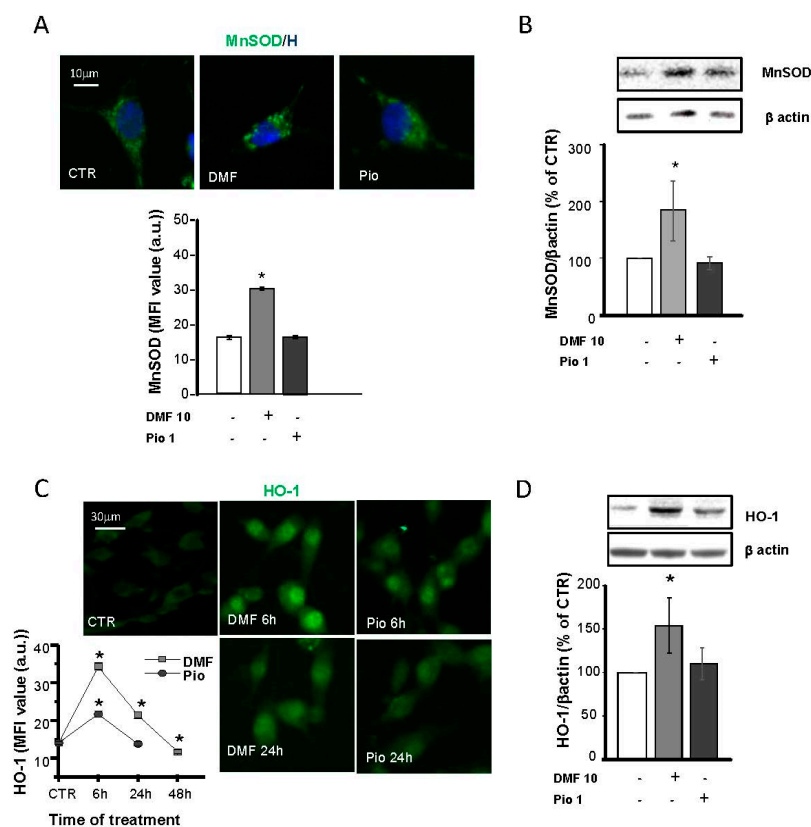 A
MnSOD/H
10µm
CTR
DMF
Pio
MnSOD (MFI value (a.u.))
50
40
30
20
10
0
*
DMF 10 - + -
Pio 1 - - +
B
MnSOD
β actin
MnSOD/βactin (% of CTR)
300
200
100
0
*
DMF 10 - + -
Pio 1 - - +
C
HO-1
30µm
CTR
DMF 6h
Pio 6h
DMF 24h
Pio 24h
HO-1 (MFI value (a.u.))
40
30
20
10
DMF
Pio
* * * *
CTR 6h 24h 48h
Time of treatment
D
HO-1
β actin
HO-1/βactin (% of CTR)
200
150
100
50
0
*
DMF 10 - + -
Pio 1 - - +